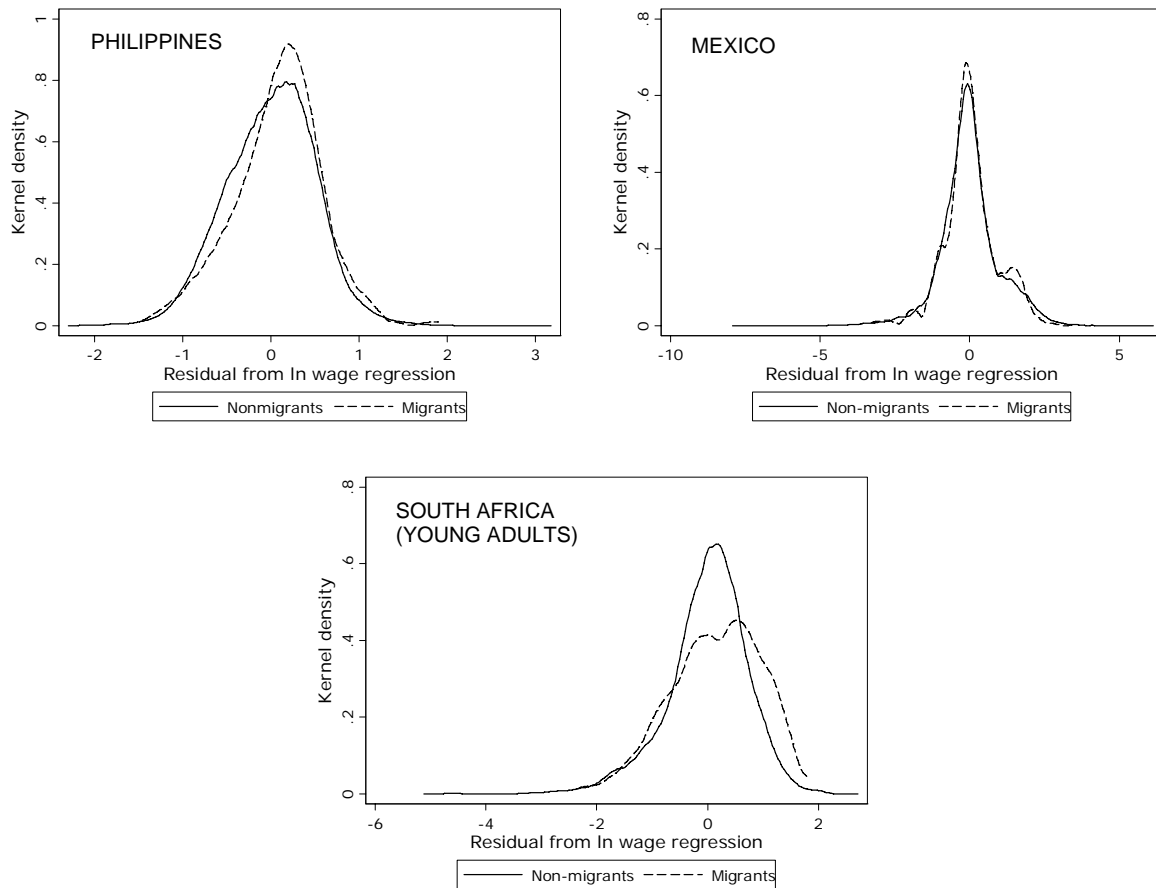 PHILIPPINES
Kernel density
0 .2 .4 .6 .8 1
-2 -1 0 1 2 3
Residual from ln wage regression
Nonmigrants Migrants
MEXICO
Kernel density
0 .2 .4 .6 .8
-10 -5 0 5
Residual from ln wage regression
Non-migrants Migrants
SOUTH AFRICA
(YOUNG ADULTS)
Kernel density
0 .2 .4 .6 .8
-6 -4 -2 0 2
Residual from ln wage regression
Non-migrants Migrants